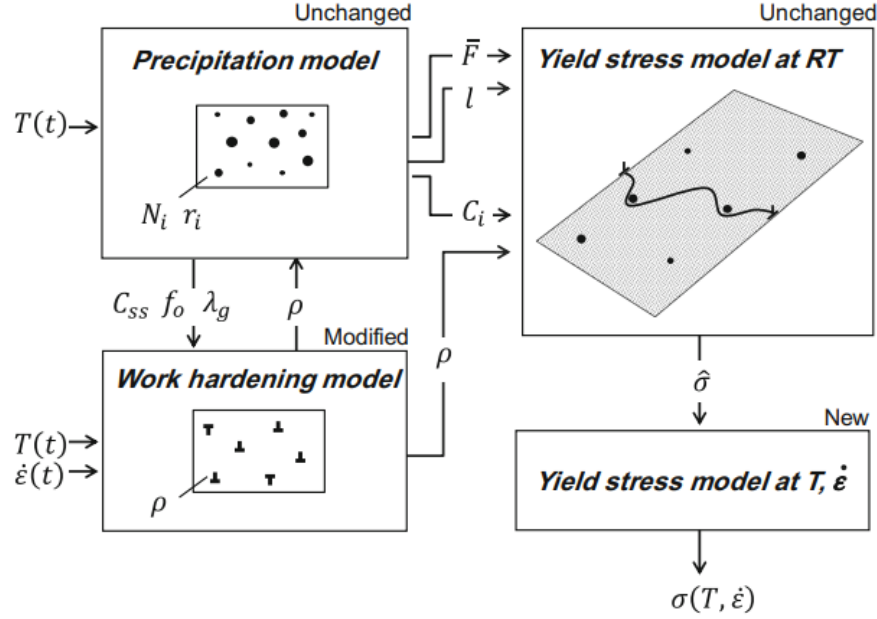 Unchanged
Precipitation model
T(t)
N_i r_i
F̄
l
C_i
Unchanged
Yield stress model at RT
C_ss f_o λ_g
ρ
Modified
Work hardening model
T(t)
ε̇(t)
ρ
ρ
σ̂
New
Yield stress model at T, ε̇
σ(T, ε̇)